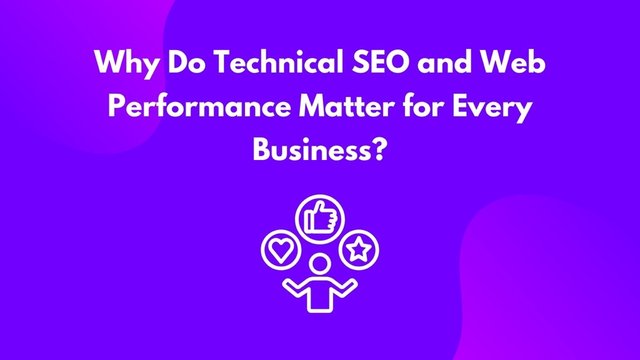 Why Do Technical SEO and Web
Performance Matter for Every
Business?